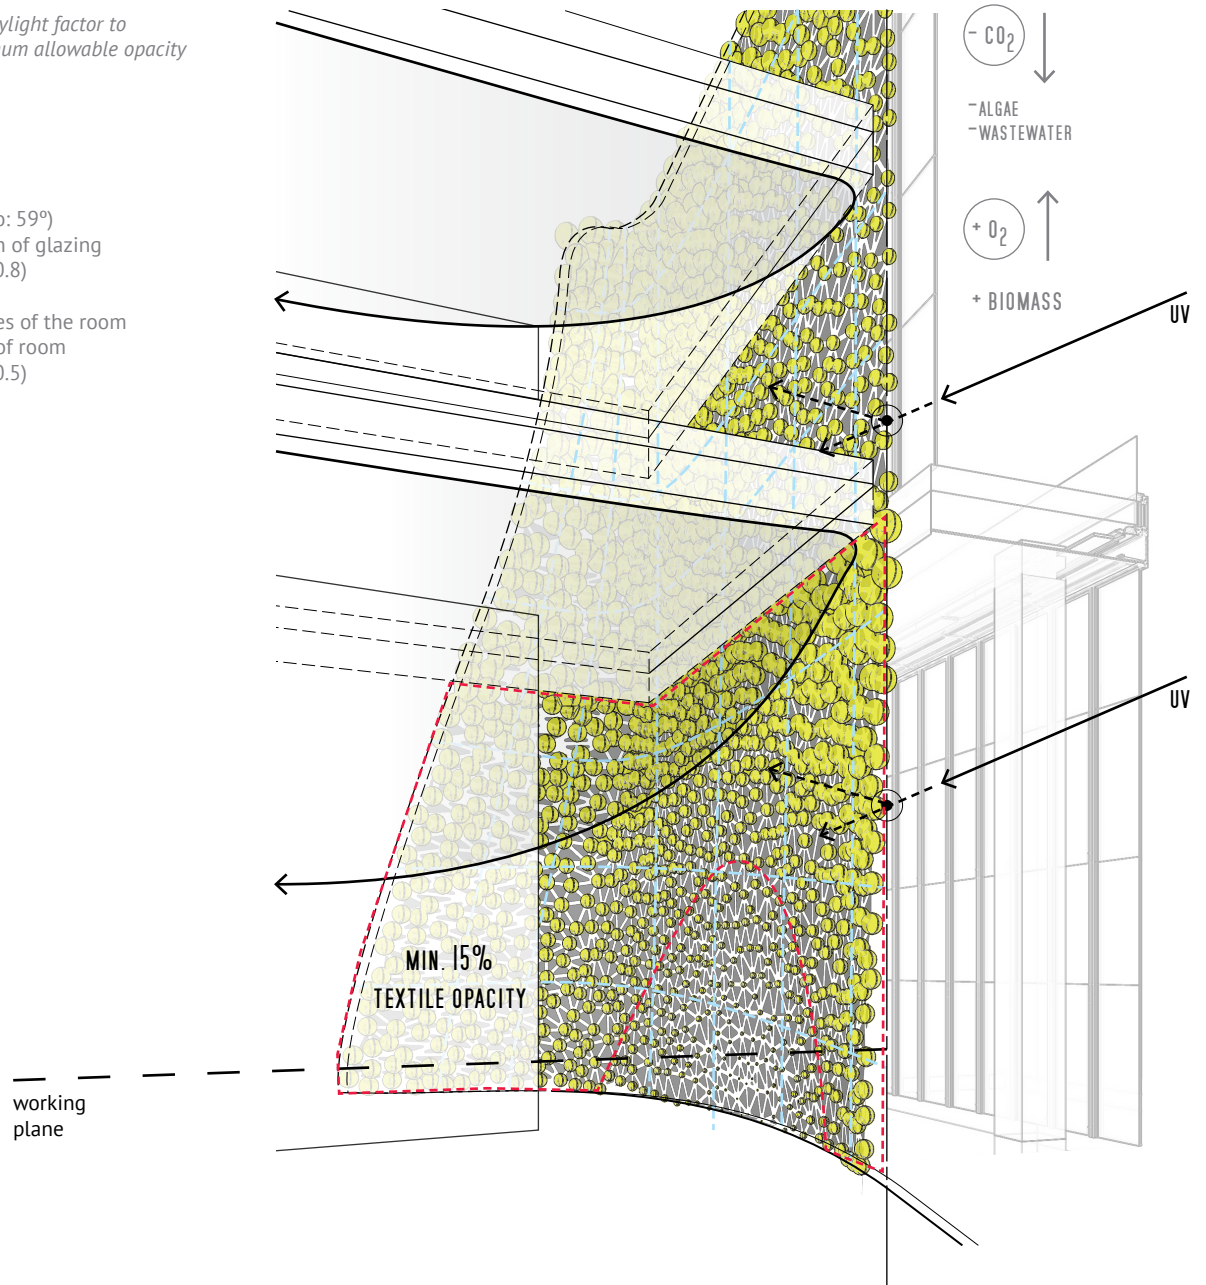 ylight factor to
um allowable opacity
o: 59º)
n of glazing
0.8)
es of the room
of room
0.5)
- CO2
-ALGAE
-WASTEWATER
+ O2
+ BIOMASS
UV
UV
MIN. 15%
TEXTILE OPACITY
working
plane